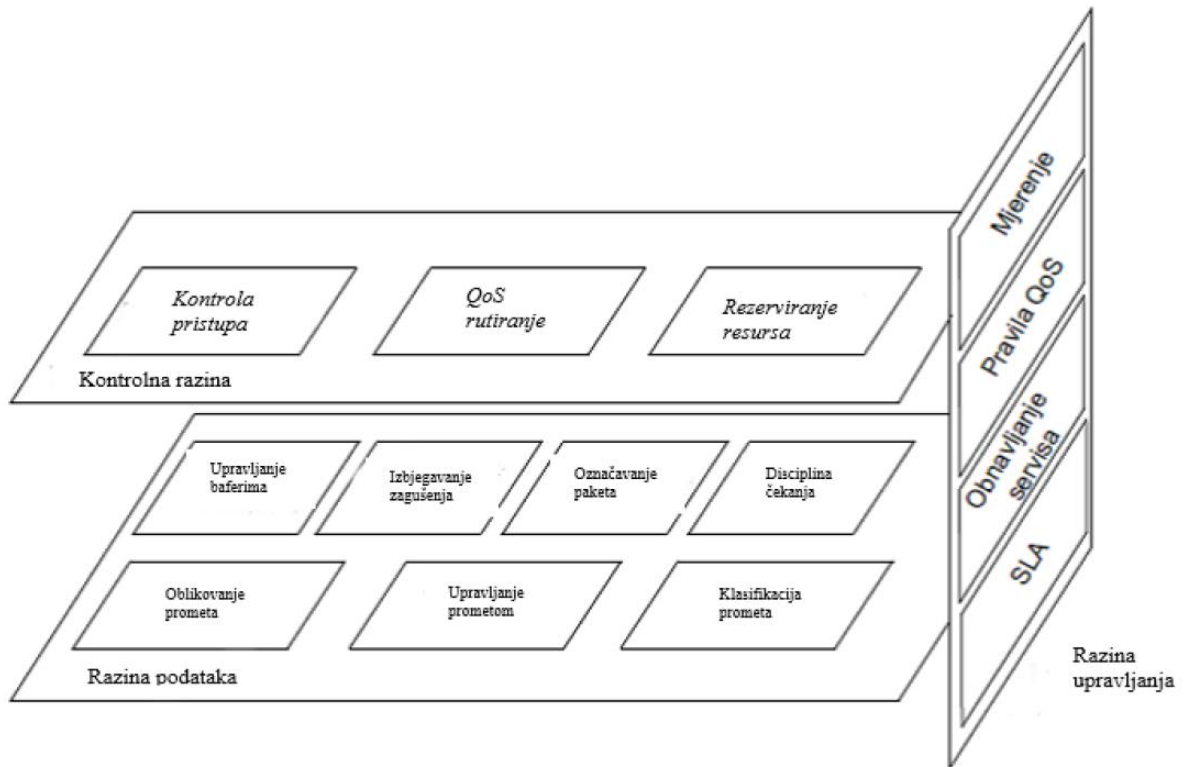 Mjerenje
Pravila QoS
Obnavljanje
servisa
SLA
Kontrola
pristupa
QoS
rutiranje
Rezerviranje
resursa
Kontrolna razina
Upravljanje
baferima
Izbjegavanje
zagušenja
Označavanje
paketa
Disciplina
čekanja
Oblikovanje
prometa
Upravljanje
prometom
Klasifikacija
prometa
Razina podataka
Razina
upravljanja